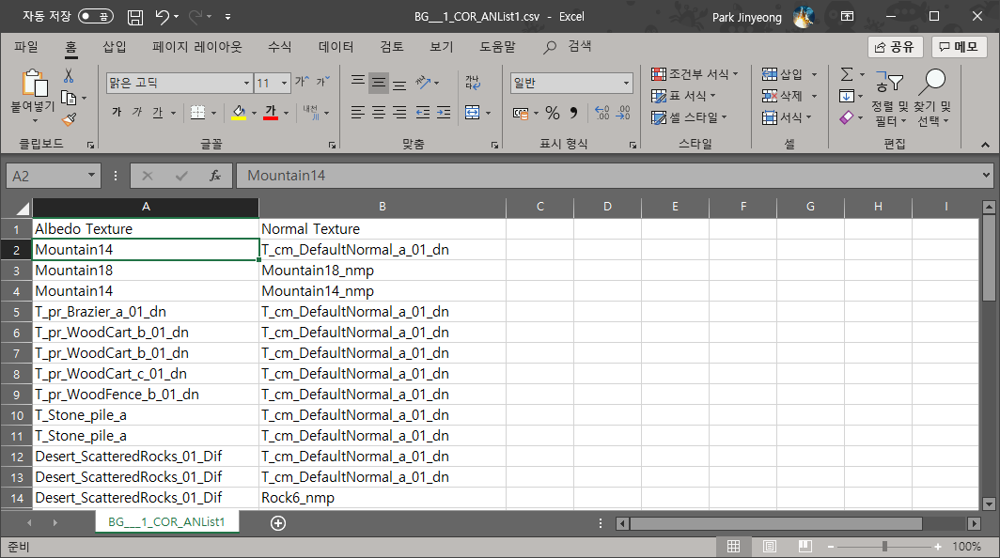 자동 저장 BG___1_COR_ANList1.csv - Excel Park Jinyeong
파일 홈 삽입 페이지 레이아웃 수식 데이터 검토 보기 도움말 검색 공유 메모
붙여넣기
맑은 고딕 11 가 가
가 가 가 내천
클립보드
글꼴
가나
다
맞춤
일반
% ,
표시 형식
조건부 서식
표 서식
셀 스타일
스타일
삽입
삭제
서식
셀
정렬 및 필터
찾기 및 선택
편집
A2 fx Mountain14
A B C D E F G H I
1 Albedo Texture Normal Texture
2 Mountain14 T_cm_DefaultNormal_a_01_dn
3 Mountain18 Mountain18_nmp
4 Mountain14 Mountain14_nmp
5 T_pr_Brazier_a_01_dn T_cm_DefaultNormal_a_01_dn
6 T_pr_WoodCart_b_01_dn T_cm_DefaultNormal_a_01_dn
7 T_pr_WoodCart_b_01_dn T_cm_DefaultNormal_a_01_dn
8 T_pr_WoodCart_c_01_dn T_cm_DefaultNormal_a_01_dn
9 T_pr_WoodFence_b_01_dn T_cm_DefaultNormal_a_01_dn
10 T_Stone_pile_a T_cm_DefaultNormal_a_01_dn
11 T_Stone_pile_a T_cm_DefaultNormal_a_01_dn
12 Desert_ScatteredRocks_01_Dif T_cm_DefaultNormal_a_01_dn
13 Desert_ScatteredRocks_01_Dif T_cm_DefaultNormal_a_01_dn
14 Desert_ScatteredRocks_01_Dif Rock6_nmp
BG___1_COR_ANList1
준비 100%